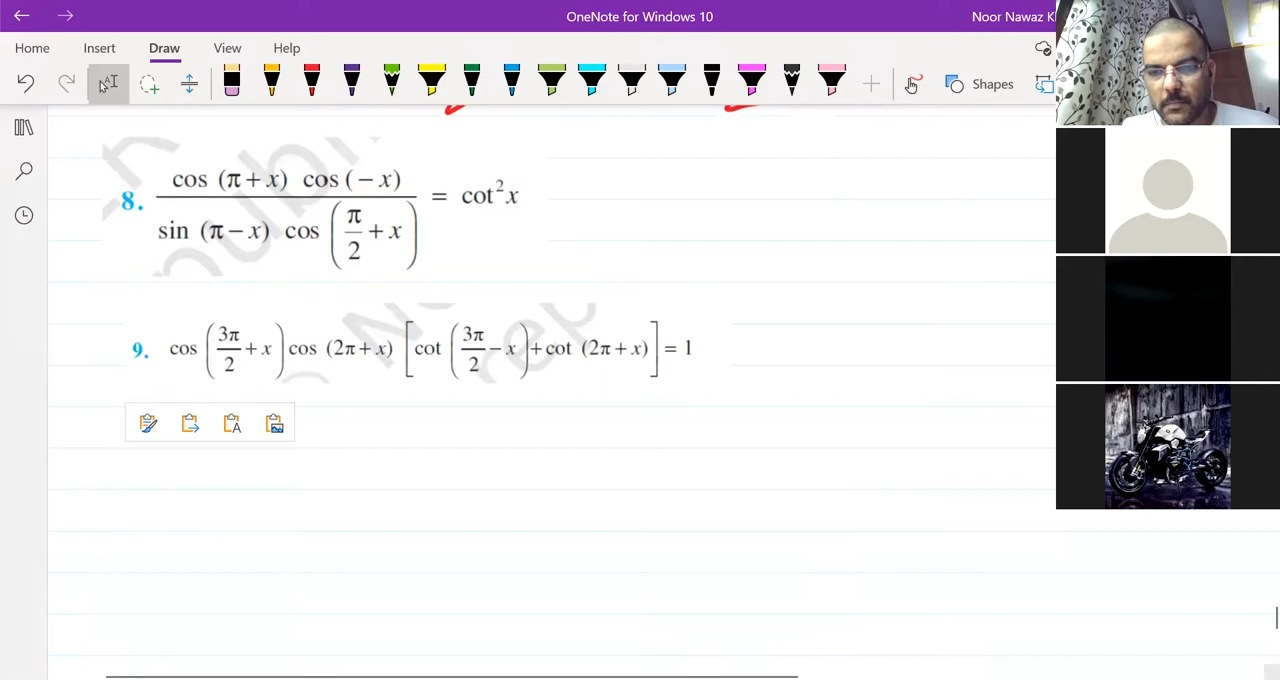 OneNote for Windows 10
Noor Nawaz K
Home Insert Draw View Help
Shapes
8. cos (π+x) cos (−x) / sin (π−x) cos (π/2 +x) = cot²x
9. cos (3π/2 +x) cos (2π+x) [cot (3π/2 −x) +cot (2π+x)] = 1